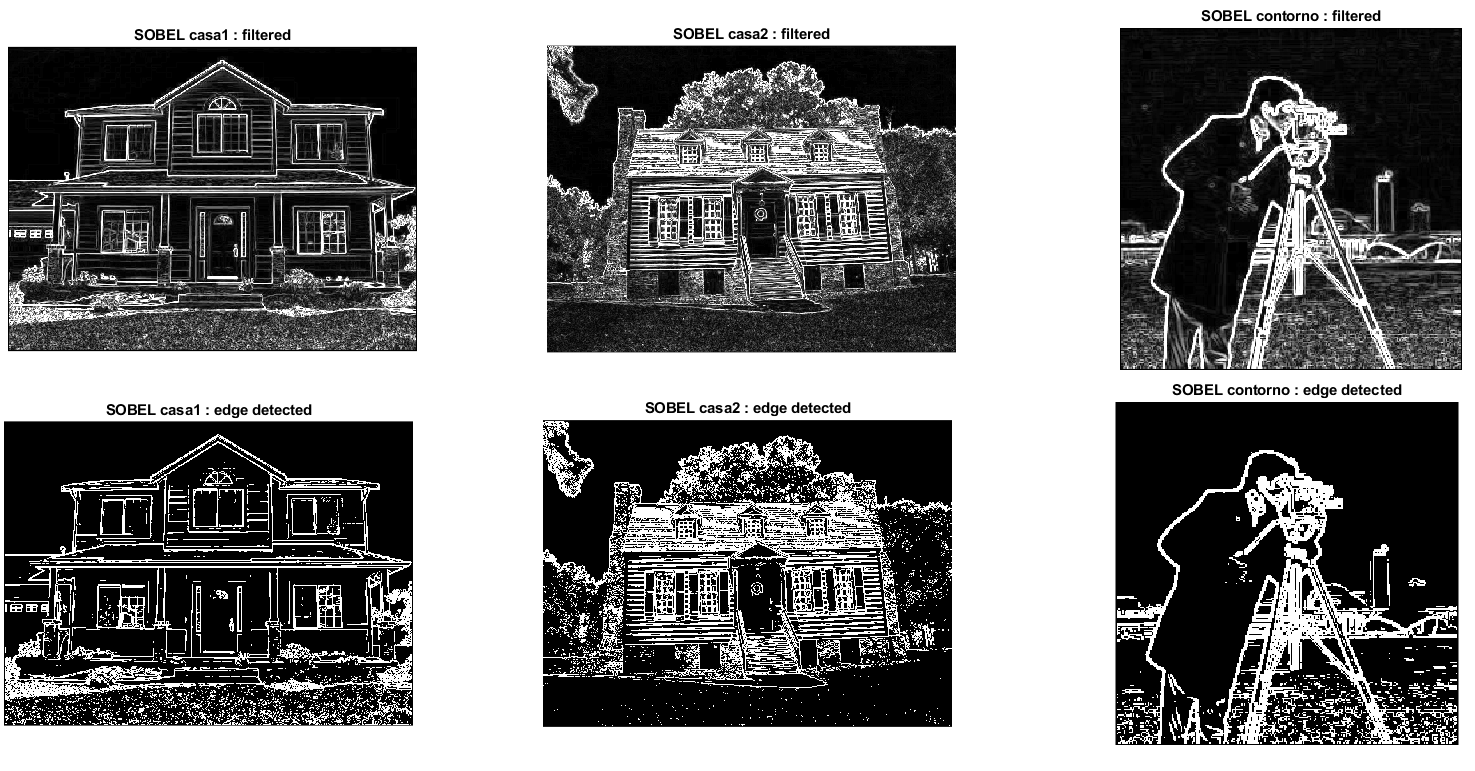 SOBEL casa1 : filtered
SOBEL casa2 : filtered
SOBEL contorno : filtered
SOBEL casa1 : edge detected
SOBEL casa2 : edge detected
SOBEL contorno : edge detected